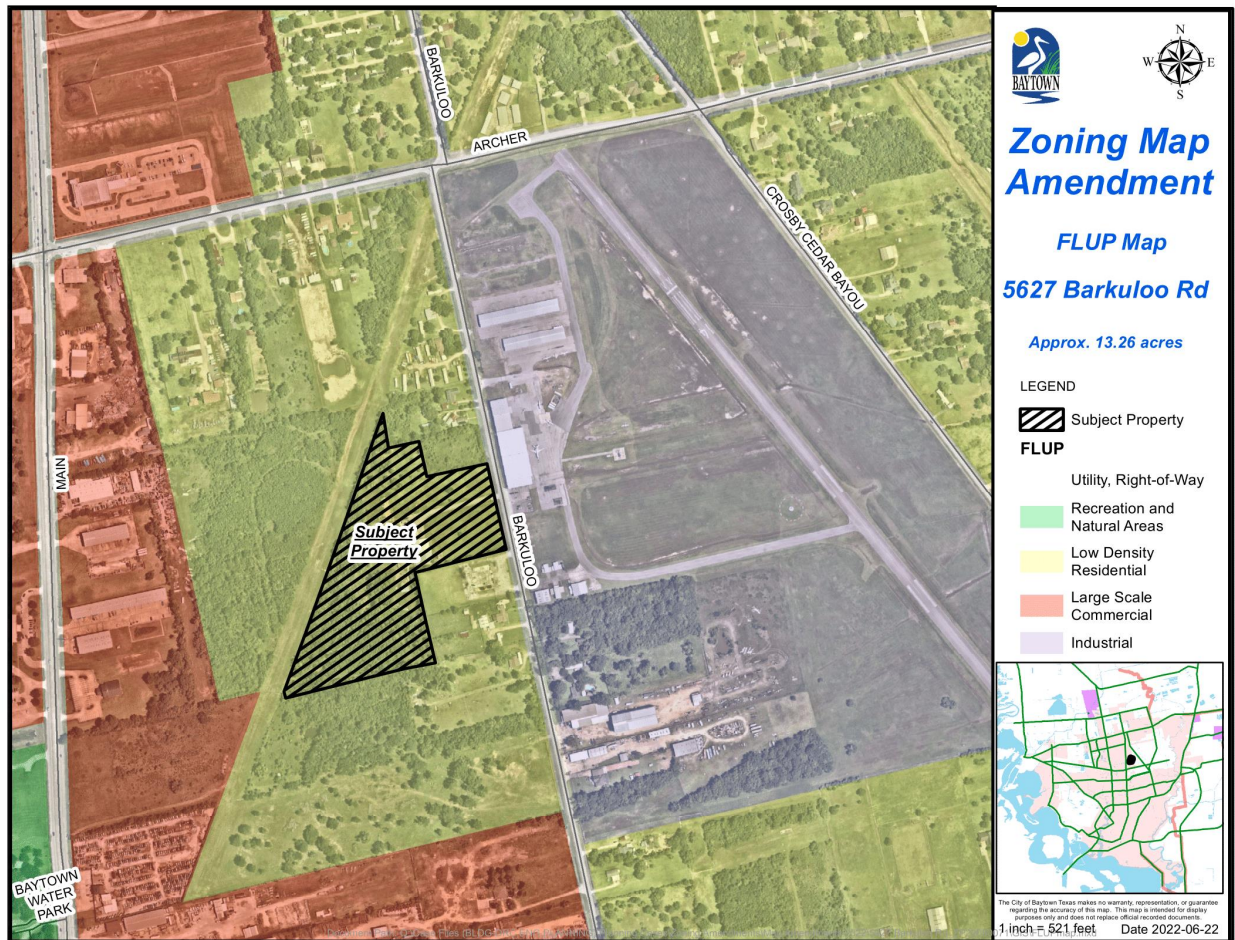 BARKULOO
ARCHER
CROSBY CEDAR BAYOU
MAIN
Subject
Property
BARKULOO
BAYTOWN
WATER
PARK
BAYTOWN
N
W
E
S
Zoning Map
Amendment
FLUP Map
5627 Barkuloo Rd
Approx. 13.26 acres
LEGEND
Subject Property
FLUP
Utility, Right-of-Way
Recreation and
Natural Areas
Low Density
Residential
Large Scale
Commercial
Industrial
The City of Baytown Texas makes no warranty, representation, or guarantee
regarding the accuracy of this map. This map is intended for display
purposes only and does not replace official recorded documents.
1 inch = 521 feet
Date 2022-06-22